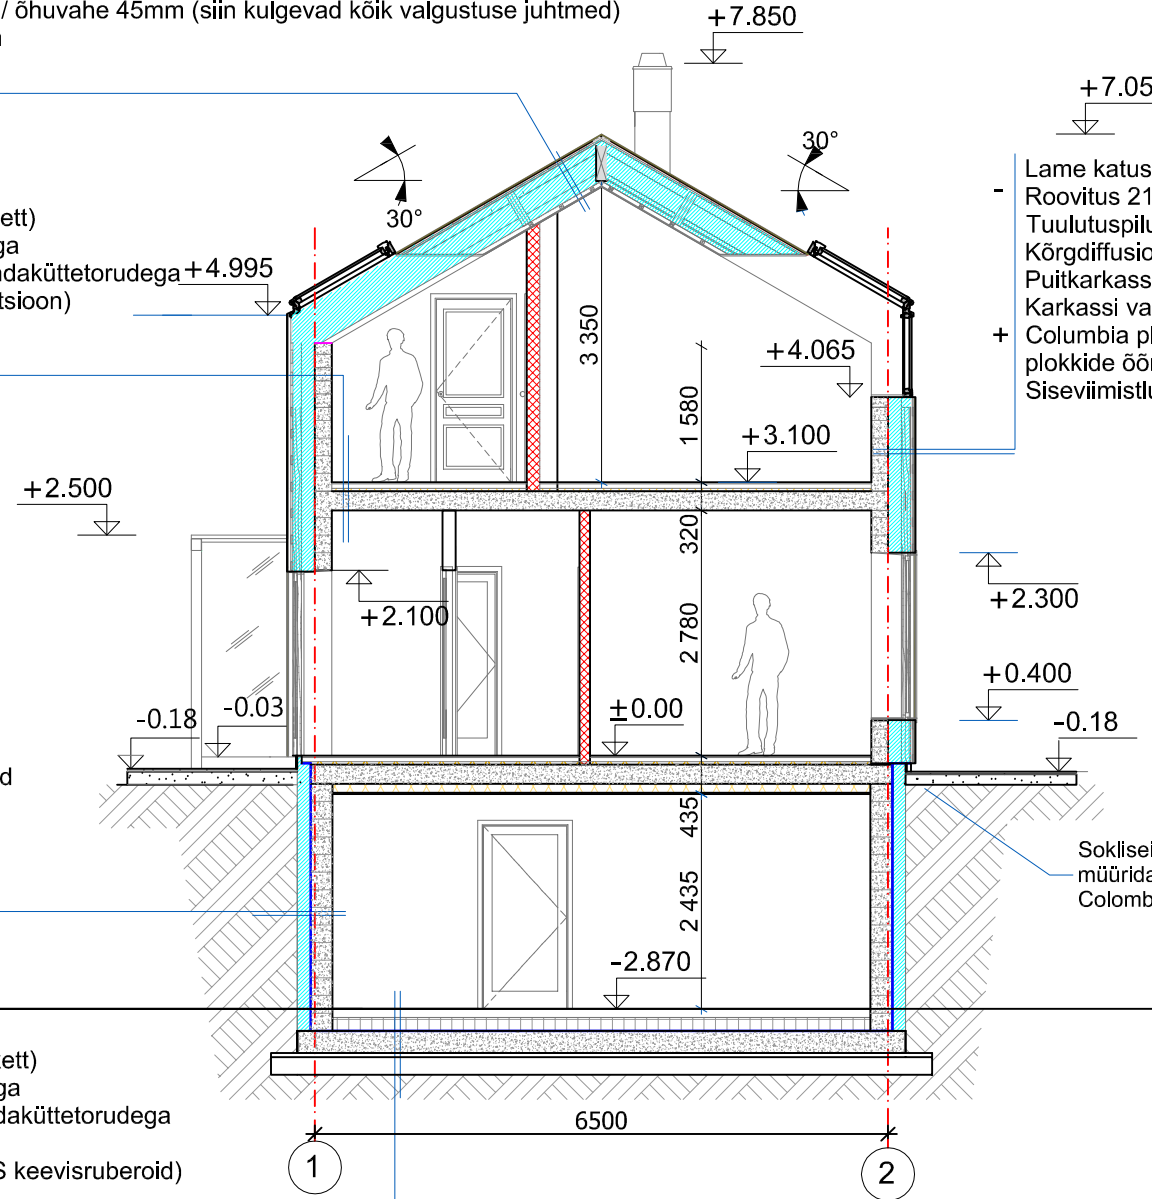 / õhuvahe 45mm (siin kulgevad kõik valgustuse juhtmed)
+7.850
+7.05
30°
30°
Lame katus
- Roovitus 21
Tuulutuspilu
Kõrgdiffusio
Puitkarkass
Karkassi va
+ Columbia pl
plokkide õõn
Siseviimistlu
ett)
ga
ndaküttetorudega
tsioon)
+4.995
3 350
+4.065
1 580
+3.100
+2.500
320
+2.100
+2.300
2 780
+0.400
±0.00
-0.03
-0.18
-0.18
d
435
Soklisei
müürida
Colomb
2 435
-2.870
kett)
ga
daküttetorudega
S keevisruberoid)
6500
1
2